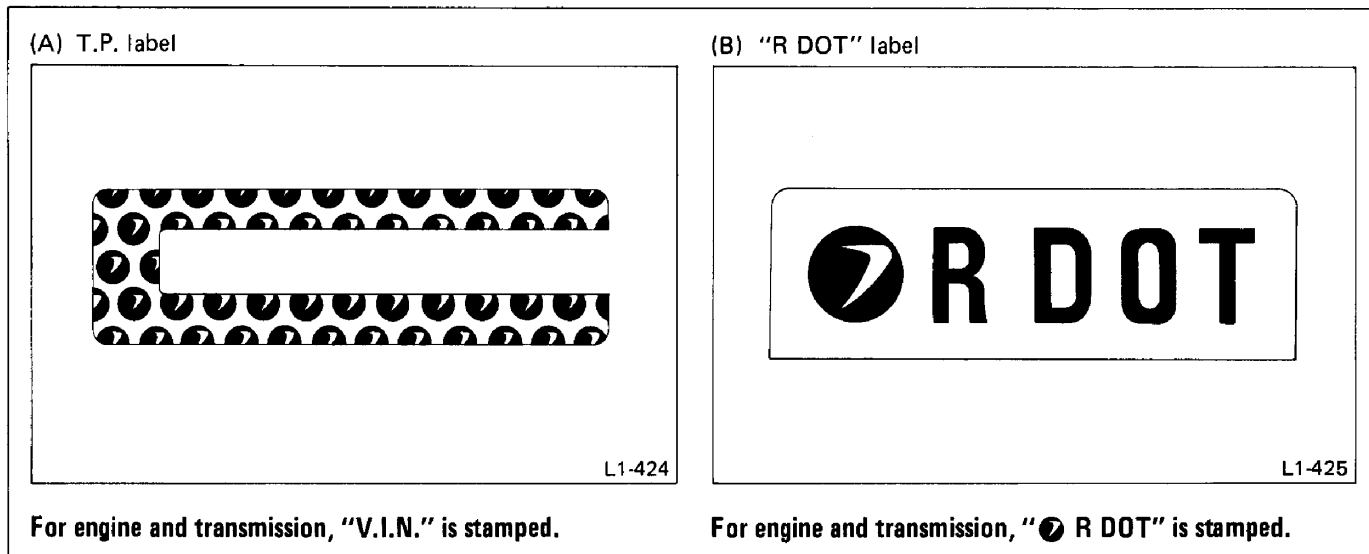 (A) T.P. label
(B) "R DOT" label
R DOT
L1-424
L1-425
For engine and transmission, "V.I.N." is stamped.
For engine and transmission, " R DOT" is stamped.